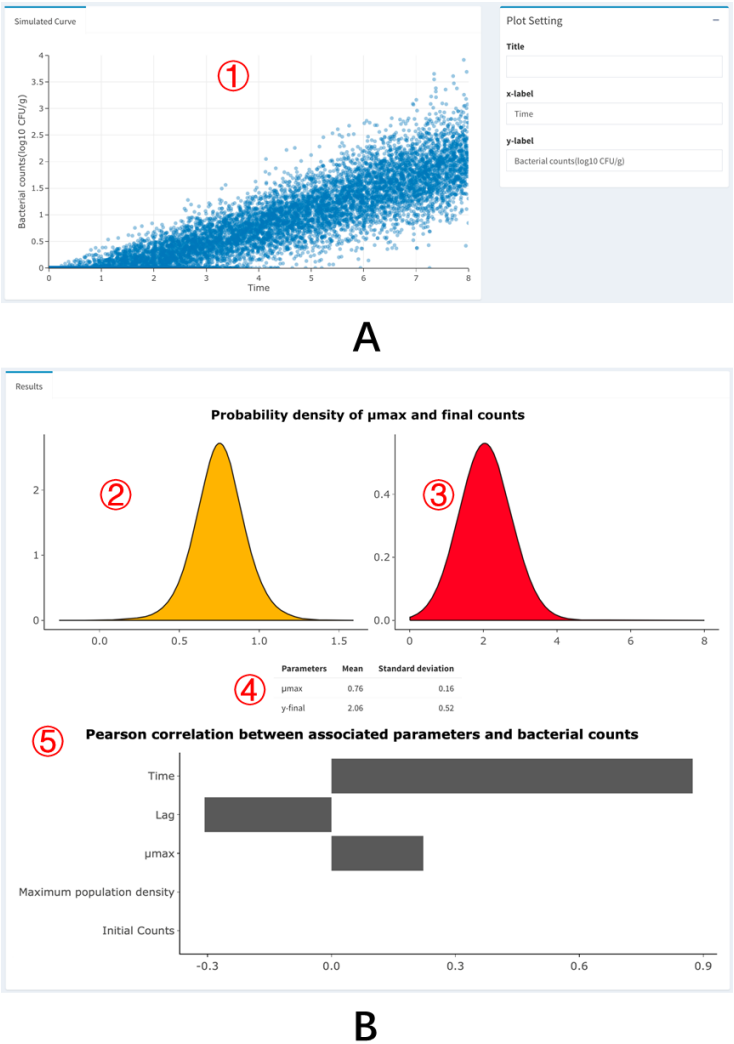 Simulated Curve
①
Bacterial counts(log10 CFU/g)
4
3.5
3
2.5
2
1.5
1
0.5
0
0 1 2 3 4 5 6 7 8
Time
Plot Setting −
Title
x-label
Time
y-label
Bacterial counts(log10 CFU/g)
A
Results
Probability density of μmax and final counts
②
2
1
0
0.0 0.5 1.0 1.5
③
0.4
0.2
0.0
0 2 4 6 8
④
Parameters Mean Standard deviation
μmax 0.76 0.16
y-final 2.06 0.52
⑤
Pearson correlation between associated parameters and bacterial counts
Time
Lag
μmax
Maximum population density
Initial Counts
-0.3 0.0 0.3 0.6 0.9
B